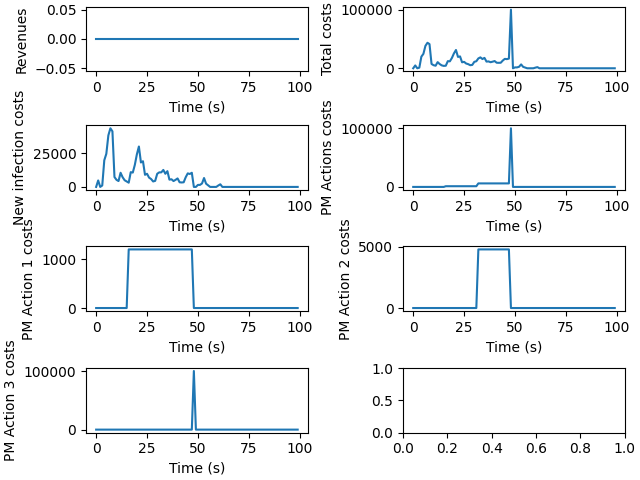 Revenues
0.05
0.00
−0.05
0 25 50 75 100
Time (s)
Total costs
100000
0
0 25 50 75 100
Time (s)
New infection costs
25000
0
0 25 50 75 100
Time (s)
PM Actions costs
100000
0
0 25 50 75 100
Time (s)
PM Action 1 costs
1000
0
0 25 50 75 100
Time (s)
PM Action 2 costs
5000
0
0 25 50 75 100
Time (s)
PM Action 3 costs
100000
0
0 25 50 75 100
Time (s)
1.0
0.5
0.0
0.0 0.2 0.4 0.6 0.8 1.0